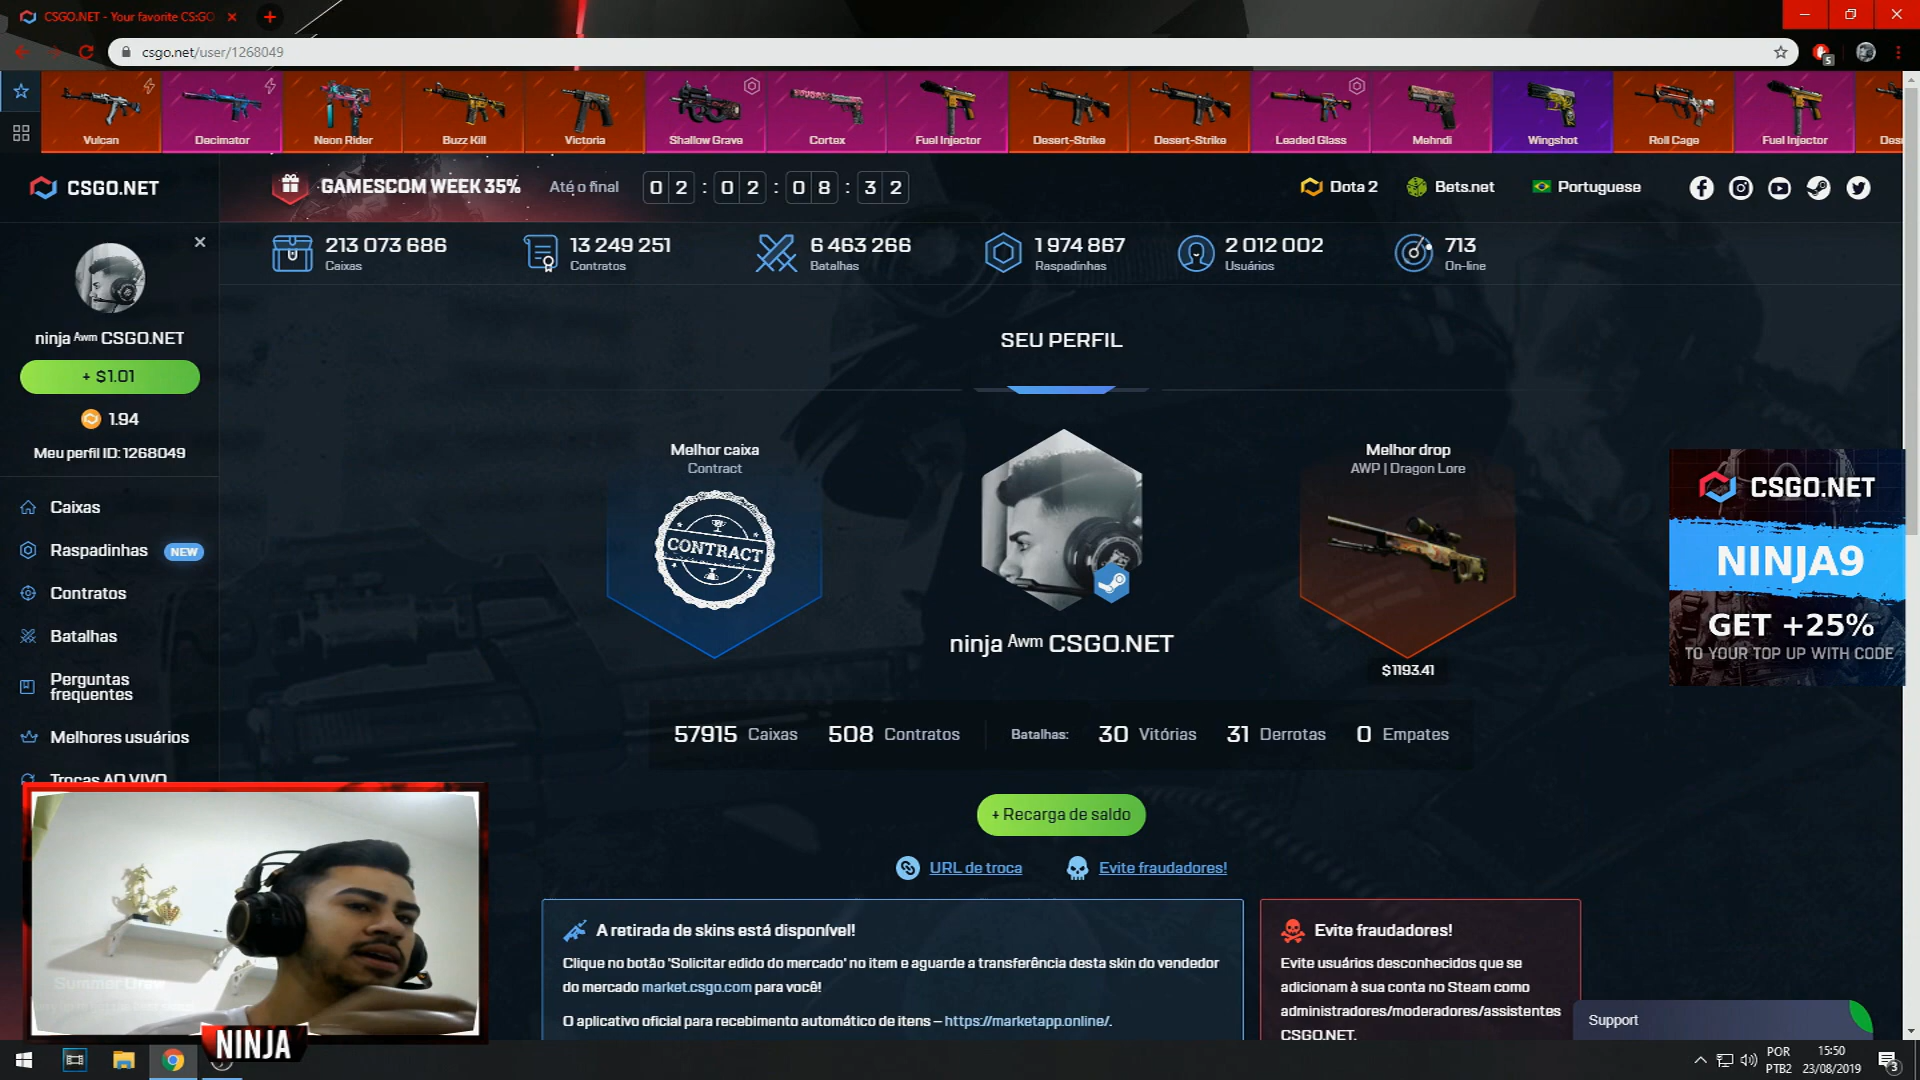 CSGO.NET - Your favorite CS:GO
csgo.net/user/1268049
5
Vulcan
Decimator
Neon Rider
Buzz Kill
Victoria
Shallow Grave
Cortex
Fuel Injector
Desert-Strike
Desert-Strike
Leaded Glass
Mehndi
Wingshot
Roll Cage
Fuel Injector
CSGO.NET
GAMESCOM WEEK 35%
Até o final
02:02:08:32
Dota 2
Bets.net
Portuguese
213 073 686
Caixas
13 249 251
Contratos
6 463 266
Batalhas
1 974 867
Raspadinhas
2 012 002
Usuários
713
On-line
ninja Awm CSGO.NET
+ $1.01
1.94
Meu perfil ID: 1268049
Caixas
Raspadinhas NEW
Contratos
Batalhas
Perguntas
frequentes
Melhores usuários
Trocas AO VIVO
SEU PERFIL
Melhor caixa
Contract
CONTRACT
ninja Awm CSGO.NET
Melhor drop
AWP | Dragon Lore
$1193.41
57915 Caixas 508 Contratos Batalhas: 30 Vitórias 31 Derrotas 0 Empates
+ Recarga de saldo
URL de troca
Evite fraudadores!
A retirada de skins está disponível!
Clique no botão 'Solicitar edido do mercado' no item e aguarde a transferência desta skin do vendedor
do mercado market.csgo.com para você!
O aplicativo oficial para recebimento automático de itens – https://marketapp.online/.
Evite fraudadores!
Evite usuários desconhecidos que se
adicionam à sua conta no Steam como
administradores/moderadores/assistentes
CSGO.NET.
CSGO.NET
NINJA9
GET +25%
TO YOUR TOP UP WITH CODE
Support
Summer Draw
NINJA
POR
PTB2
15:50
23/08/2019
3